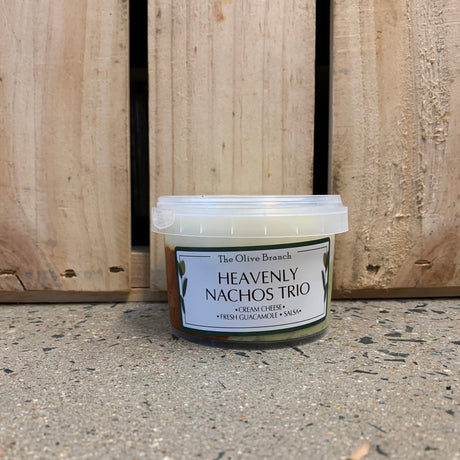 The Olive Branch
HEAVENLY
NACHOS TRIO
•CREAM CHEESE•
•FRESH GUACAMOLE • SALSA•